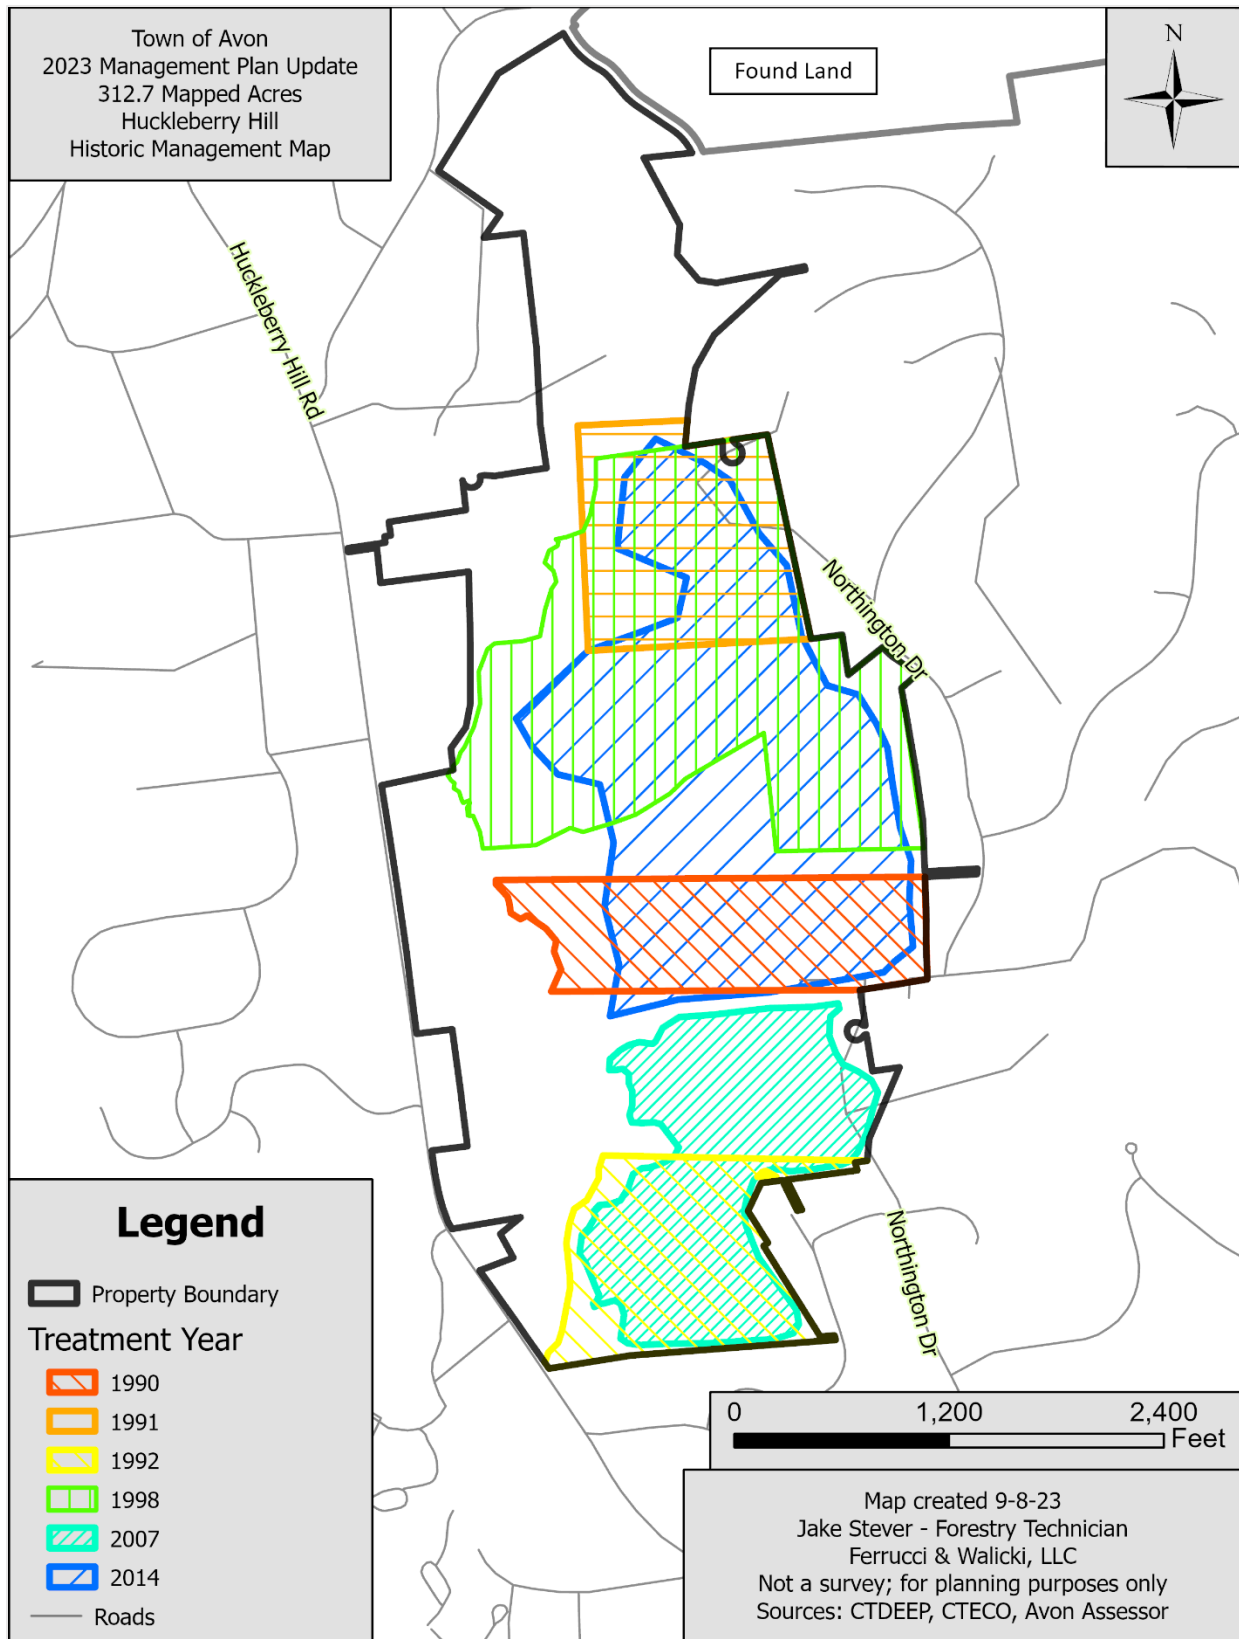 Town of Avon
2023 Management Plan Update
312.7 Mapped Acres
Huckleberry Hill
Historic Management Map
Found Land
N
Huckleberry Hill Rd
Northington Dr
Northington Dr
Legend
Property Boundary
Treatment Year
1990
1991
1992
1998
2007
2014
Roads
0 1,200 2,400
Feet
Map created 9-8-23
Jake Stever - Forestry Technician
Ferrucci & Walicki, LLC
Not a survey; for planning purposes only
Sources: CTDEEP, CTECO, Avon Assessor